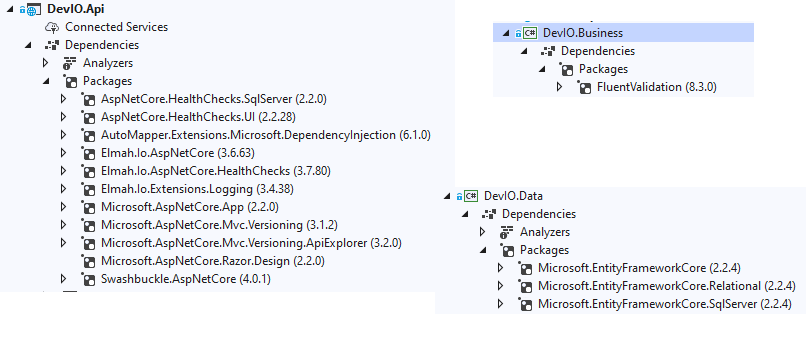 DevIO.Api
Connected Services
Dependencies
Analyzers
Packages
AspNetCore.HealthChecks.SqlServer (2.2.0)
AspNetCore.HealthChecks.UI (2.2.28)
AutoMapper.Extensions.Microsoft.DependencyInjection (6.1.0)
Elmah.Io.AspNetCore (3.6.63)
Elmah.Io.AspNetCore.HealthChecks (3.7.80)
Elmah.Io.Extensions.Logging (3.4.38)
Microsoft.AspNetCore.App (2.2.0)
Microsoft.AspNetCore.Mvc.Versioning (3.1.2)
Microsoft.AspNetCore.Mvc.Versioning.ApiExplorer (3.2.0)
Microsoft.AspNetCore.Razor.Design (2.2.0)
Swashbuckle.AspNetCore (4.0.1)
C# DevIO.Business
Dependencies
Packages
FluentValidation (8.3.0)
C# DevIO.Data
Dependencies
Analyzers
Packages
Microsoft.EntityFrameworkCore (2.2.4)
Microsoft.EntityFrameworkCore.Relational (2.2.4)
Microsoft.EntityFrameworkCore.SqlServer (2.2.4)